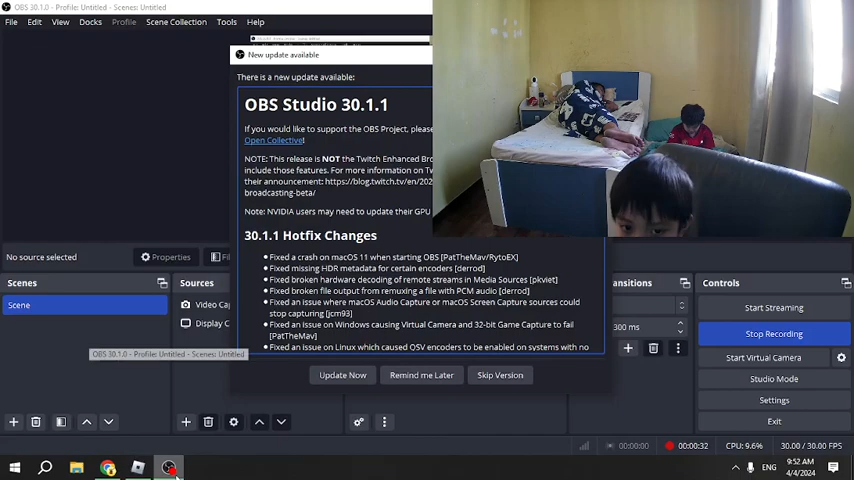 OBS 30.1.0 - Profile: Untitled - Scenes: Untitled
File Edit View Docks Profile Scene Collection Tools Help
New update available
There is a new update available:
OBS Studio 30.1.1
If you would like to support the OBS Project, please
Open Collective!
NOTE: This release is NOT the Twitch Enhanced
include those features. For more information on
their announcement: https://blog.twitch.tv/en/202
broadcasting-beta/
Note: NVIDIA users may need to update their GPU
30.1.1 Hotfix Changes
Fixed a crash on macOS 11 when starting OBS [PatTheMav/RytoEX]
Fixed missing HDR metadata for certain encoders [derrod]
Fixed broken hardware decoding of remote streams in Media Sources [pkviet]
Fixed broken file output from remuxing a file with PCM audio [derrod]
Fixed an issue where macOS Audio Capture or macOS Screen Capture sources could
stop capturing [jcm93]
Fixed an issue on Windows causing Virtual Camera and 32-bit Game Capture to fail
[PatTheMav]
Fixed an issue on Linux which caused QSV encoders to be enabled on systems with no
Update Now Remind me Later Skip Version
No source selected Properties
Scenes
Scene
Sources
Video Cap
Display C
OBS 30.1.0 - Profile: Untitled - Scenes: Untitled
300 ms
Controls
Start Streaming
Stop Recording
Start Virtual Camera
Studio Mode
Settings
Exit
00:00:00 00:00:32 CPU: 9.6% 30.00 / 30.00 FPS
ENG
9:52 AM
4/4/2024